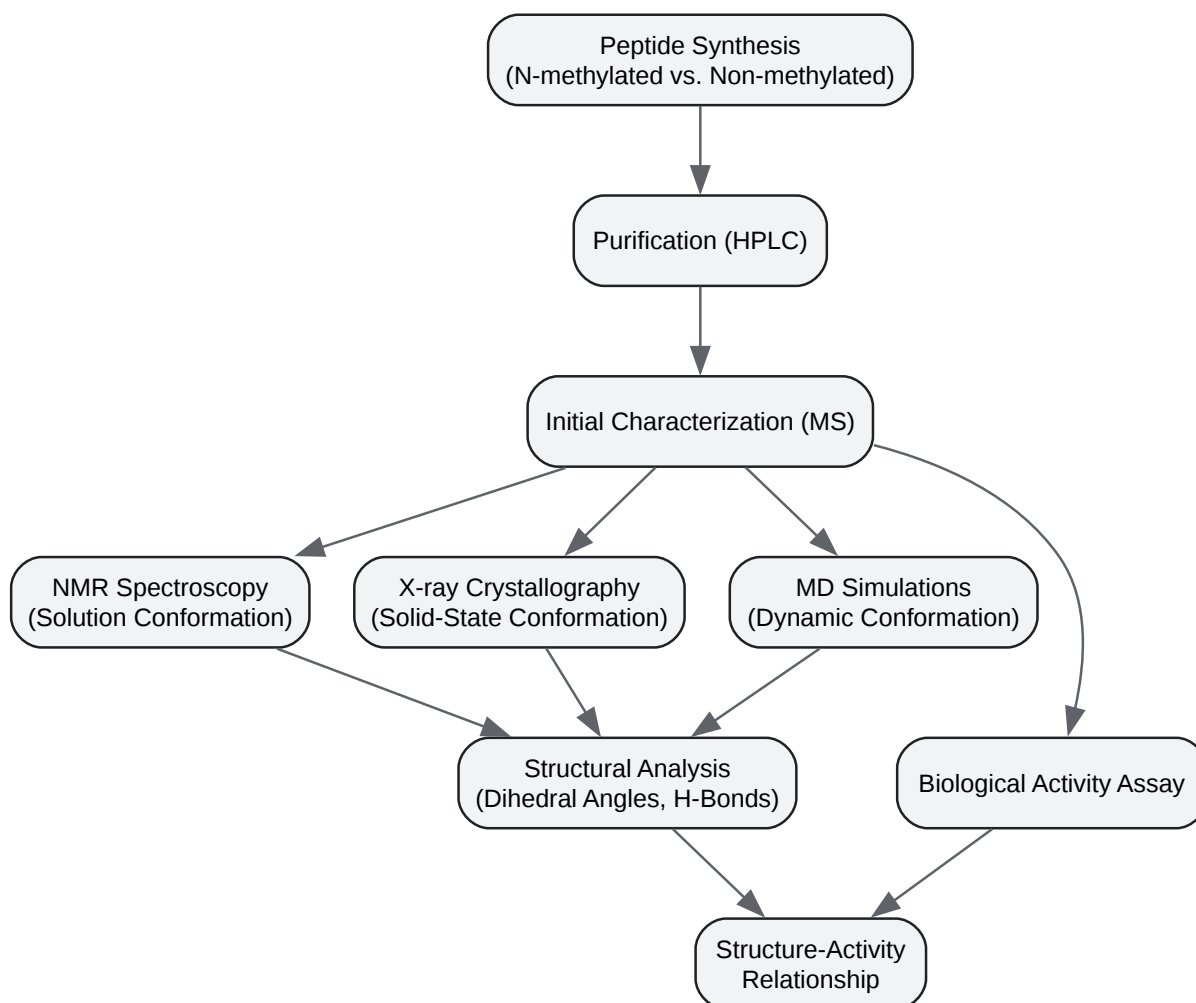 Peptide Synthesis
(N-methylated vs. Non-methylated)
Purification (HPLC)
Initial Characterization (MS)
NMR Spectroscopy
(Solution Conformation)
X-ray Crystallography
(Solid-State Conformation)
MD Simulations
(Dynamic Conformation)
Structural Analysis
(Dihedral Angles, H-Bonds)
Biological Activity Assay
Structure-Activity
Relationship